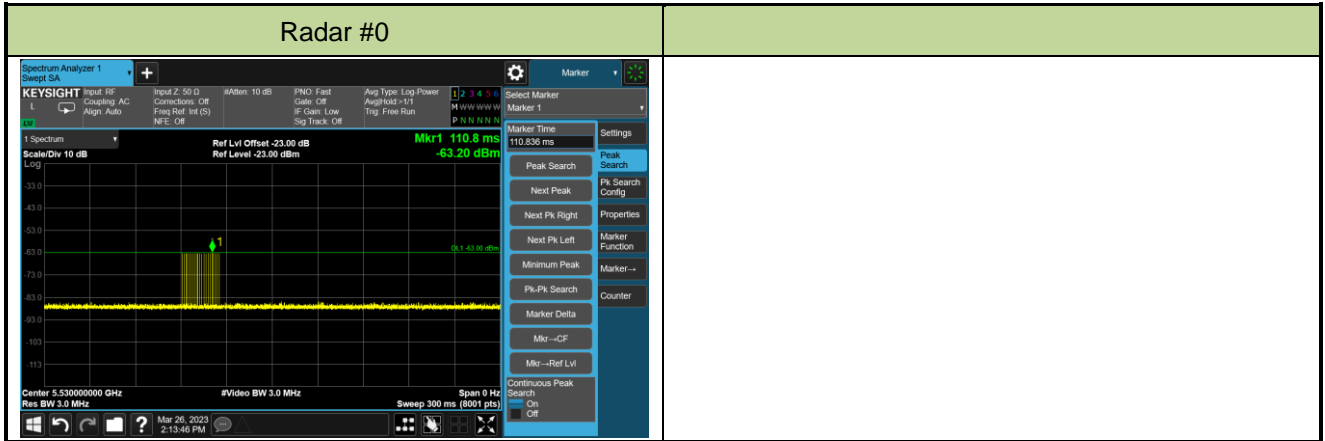 Radar #0
Spectrum Analyzer 1
Swept SA
+
Marker
KEYSIGHT
L
Input: RF
Coupling: AC
Align: Auto
Input Z: 50 Ω
Corrections: Off
Freq Ref: Int (S)
NFE: Off
#Atten: 10 dB
PNO: Fast
Gate: Off
IF Gain: Low
Sig Track: Off
Avg Type: Log-Power
Avg|Hold:>1/1
Trig: Free Run
1 2 3 4 5 6
M W W W W W
P N N N N N
Select Marker
Marker 1
1 Spectrum
Scale/Div 10 dB
Log
Ref Lvl Offset -23.00 dB
Ref Level -23.00 dBm
Mkr1 110.8 ms
-63.20 dBm
-33.0
-43.0
-53.0
-63.0
-73.0
-83.0
-93.0
-103
-113
1
DL1 -63.00 dBm
Center 5.530000000 GHz
Res BW 3.0 MHz
#Video BW 3.0 MHz
Span 0 Hz
Sweep 300 ms (8001 pts)
Marker Time
110.836 ms
Peak Search
Next Peak
Next Pk Right
Next Pk Left
Minimum Peak
Pk-Pk Search
Marker Delta
Mkr→CF
Mkr→Ref Lvl
Continuous Peak
Search
On
Off
Settings
Peak
Search
Pk Search
Config
Properties
Marker
Function
Marker→
Counter
?
Mar 26, 2023
2:13:46 PM